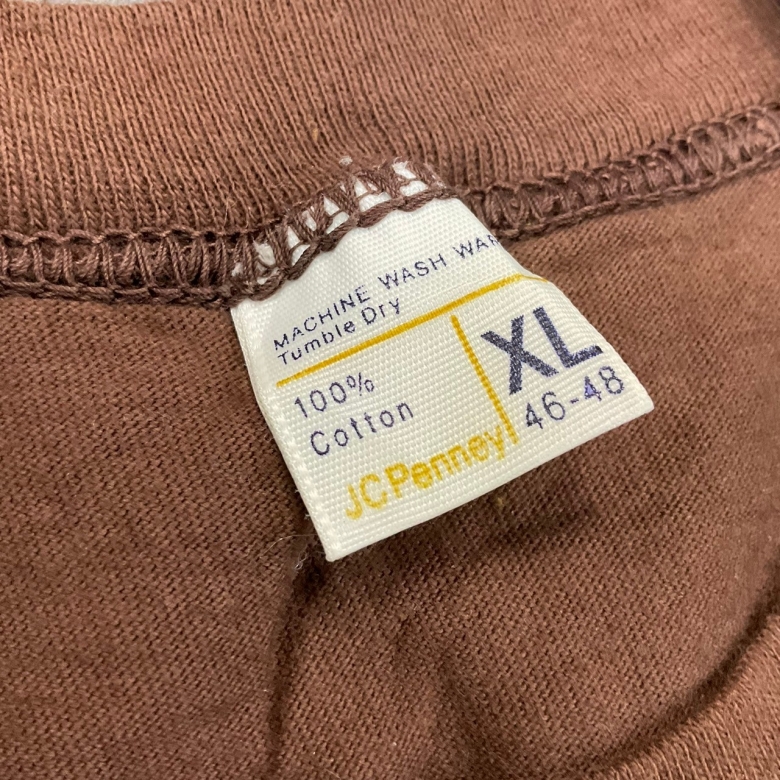 MACHINE WASH WAR
Tumble Dry
100%
Cotton
XL
46-48
JCPenney